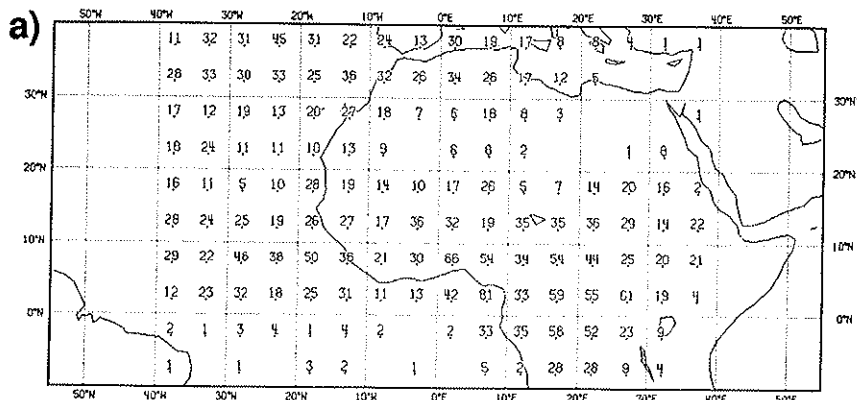 a)
50°W 40°W 30°W 20°W 10°W 0°E 10°E 20°E 30°E 40°E 50°E
11 32 31 45 31 22 24 13 30 19 17 8 8 4 1 1
28 33 30 33 25 36 32 26 34 26 17 12 5
30°N 30°N
17 12 19 13 20 27 18 7 6 18 8 3 1
18 24 11 11 10 13 9 6 8 2 1 8
20°N 20°N
16 11 5 10 28 19 14 10 17 26 5 7 14 20 16 2
28 24 25 19 26 27 17 36 32 19 35 35 36 29 14 22
10°N 10°N
29 22 46 38 50 36 21 30 66 54 34 54 44 25 20 21
12 23 32 18 25 31 11 13 42 81 33 59 55 61 19 4
0°N 0°N
2 1 3 4 1 4 2 2 33 35 58 52 23 9
1 1 3 2 1 5 2 28 28 9 4
50°W 40°W 30°W 20°W 10°W 0°E 10°E 20°E 30°E 40°E 50°E